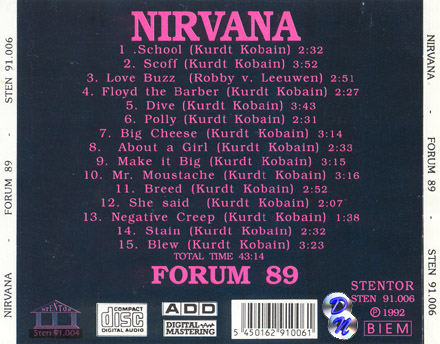 NIRVANA
1 .School (Kurdt Kobain) 2:32
2. Scoff (Kurdt Kobain) 3:52
3. Love Buzz (Robby v. Leeuwen) 2:51
4. Floyd the Barber (Kurdt Kobain) 2:27
5. Dive (Kurdt Kobain) 3:43
6. Polly (Kurdt Kobain) 2:31
7. Big Cheese (Kurdt Kobain) 3:14
8. About a Girl (Kurdt Kobain) 2:33
9. Make it Big (Kurdt Kobain) 3:15
10. Mr. Moustache (Kurdt Kobain) 3:16
11. Breed (Kurdt Kobain) 2:52
12. She said (Kurdt Kobain) 2:07
13. Negative Creep (Kurdt Kobain) 1:38
14. Stain (Kurdt Kobain) 2:32
15. Blew (Kurdt Kobain) 3:23
TOTAL TIME 43:14
FORUM 89
NIRVANA - FORUM 89 - STEN 91.006
NIRVANA - FORUM 89 - STEN 91.006
STENTOR
Sten 91.004
COMPACT
disc
DIGITAL AUDIO
ADD
DIGITAL
MASTERING
5 450162 910061
DN
STENTOR
STEN 91.006
℗ 1992
BIEM